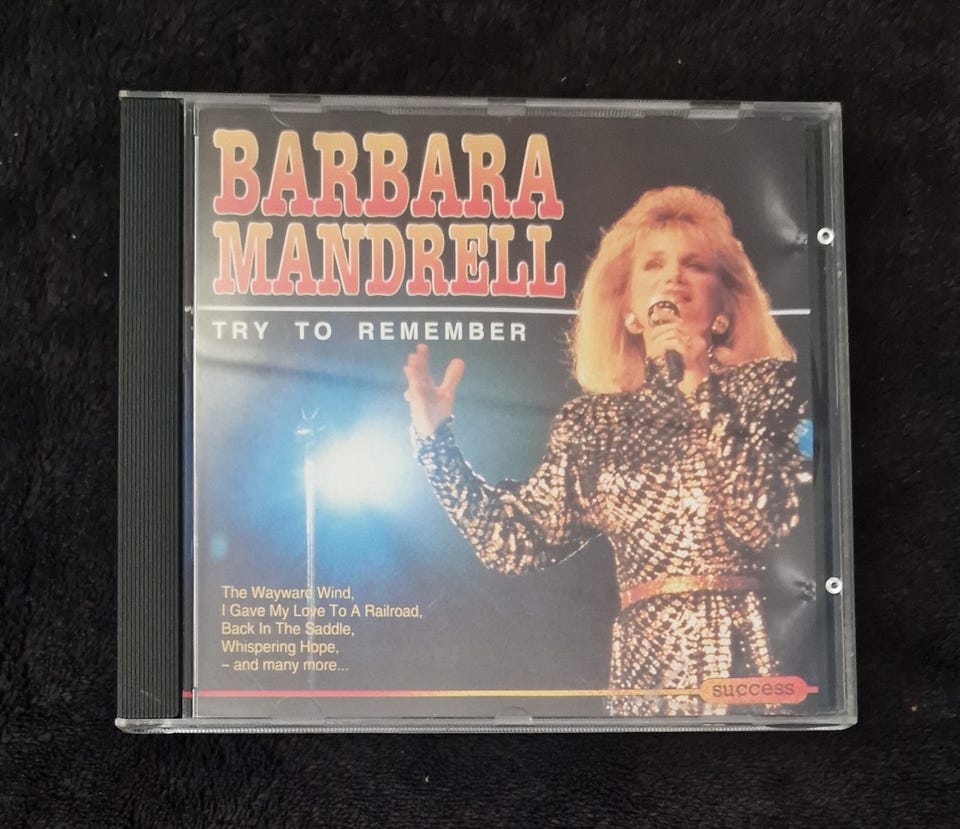 BARBARA
MANDRELL
TRY TO REMEMBER
The Wayward Wind,
I Gave My Love To A Railroad,
Back In The Saddle,
Whispering Hope,
– and many more...
success